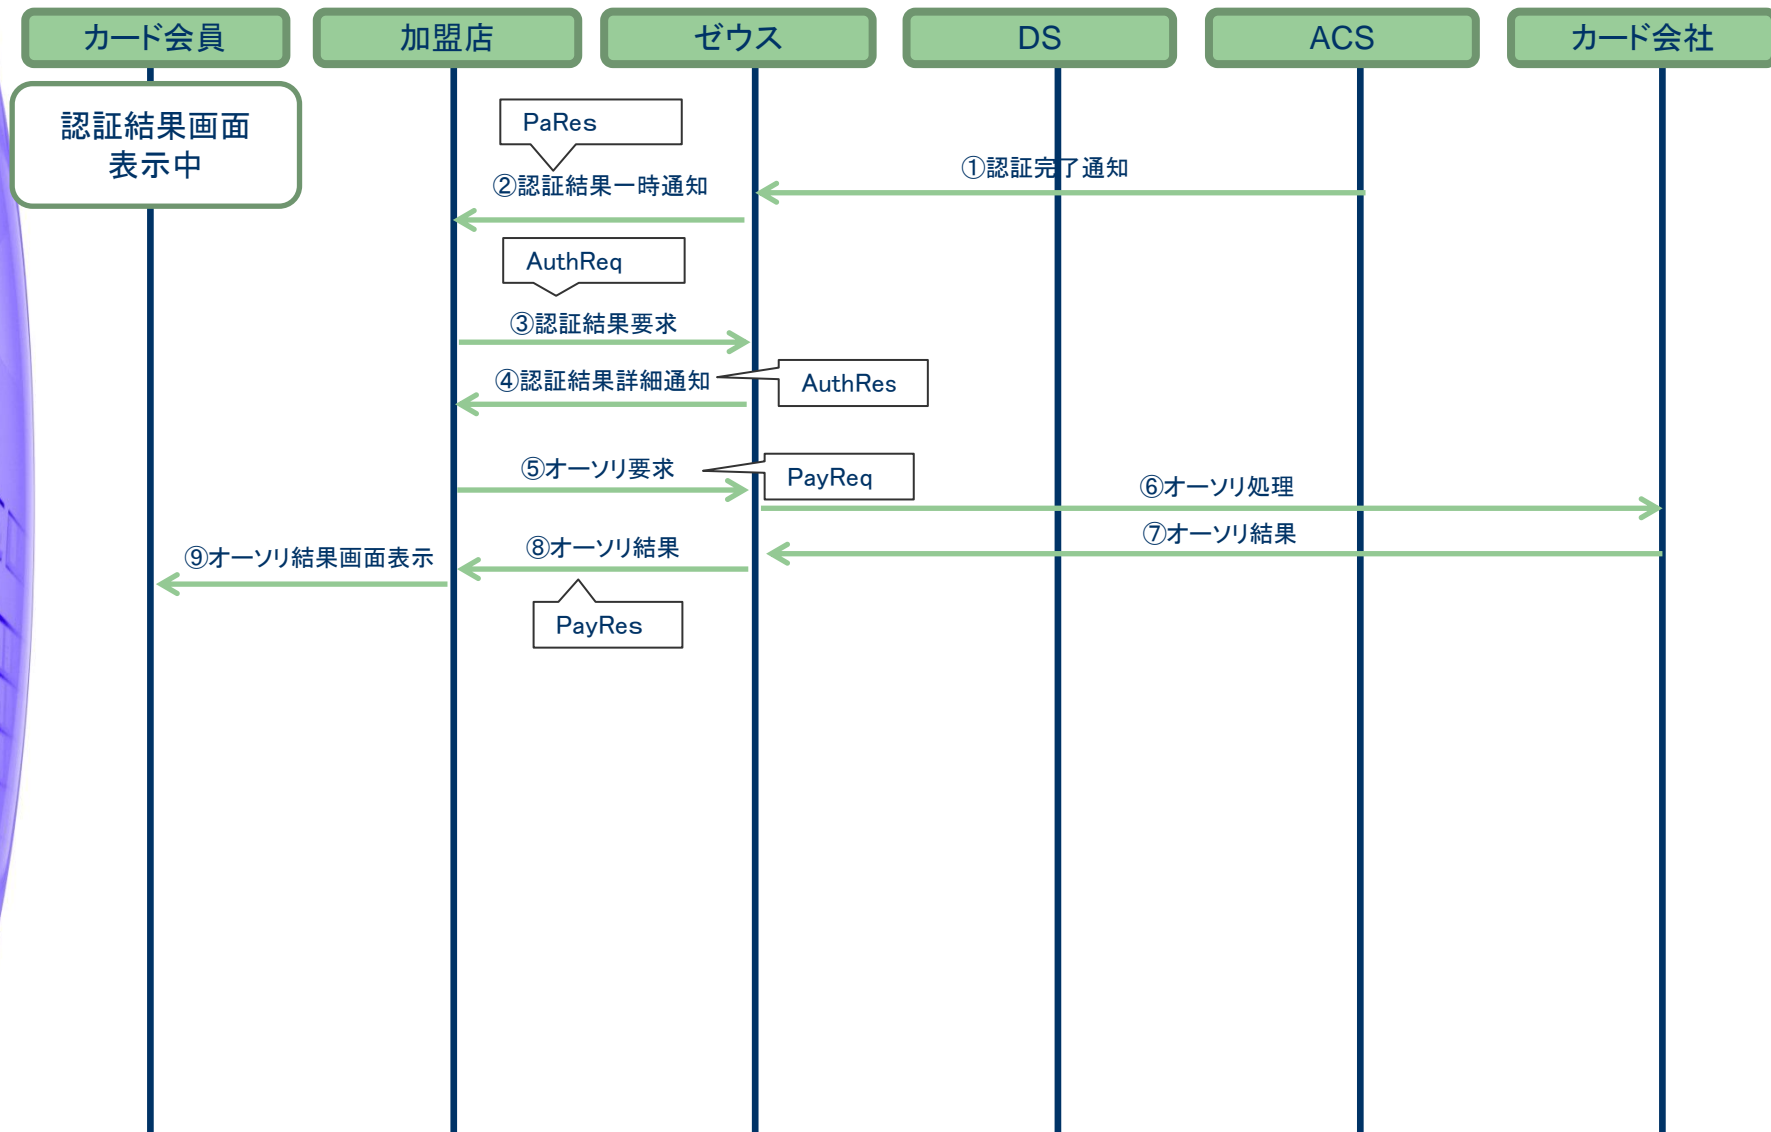 カード会員
加盟店
ゼウス
DS
ACS
カード会社
認証結果画面
表示中
PaRes
①認証完了通知
②認証結果一時通知
AuthReq
③認証結果要求
④認証結果詳細通知
AuthRes
⑤オーソリ要求
PayReq
⑥オーソリ処理
⑦オーソリ結果
⑧オーソリ結果
⑨オーソリ結果画面表示
PayRes